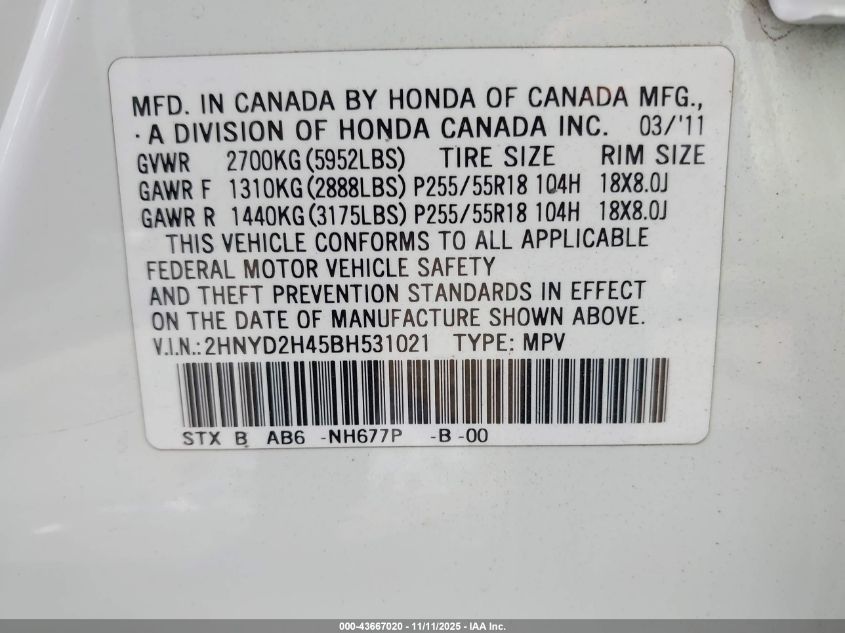 MFD. IN CANADA BY HONDA OF CANADA MFG.,
·A DIVISION OF HONDA CANADA INC. 03/'11
GVWR 2700KG(5952LBS) TIRE SIZE RIM SIZE
GAWR F 1310KG(2888LBS) P255/55R18 104H 18X8.0J
GAWR R 1440KG(3175LBS) P255/55R18 104H 18X8.0J
THIS VEHICLE CONFORMS TO ALL APPLICABLE
FEDERAL MOTOR VEHICLE SAFETY
AND THEFT PREVENTION STANDARDS IN EFFECT
ON THE DATE OF MANUFACTURE SHOWN ABOVE.
V.I.N.:2HNYD2H45BH531021 TYPE: MPV
STX B AB6 -NH677P -B -00
000-43667020 - 11/11/2025 - IAA Inc.